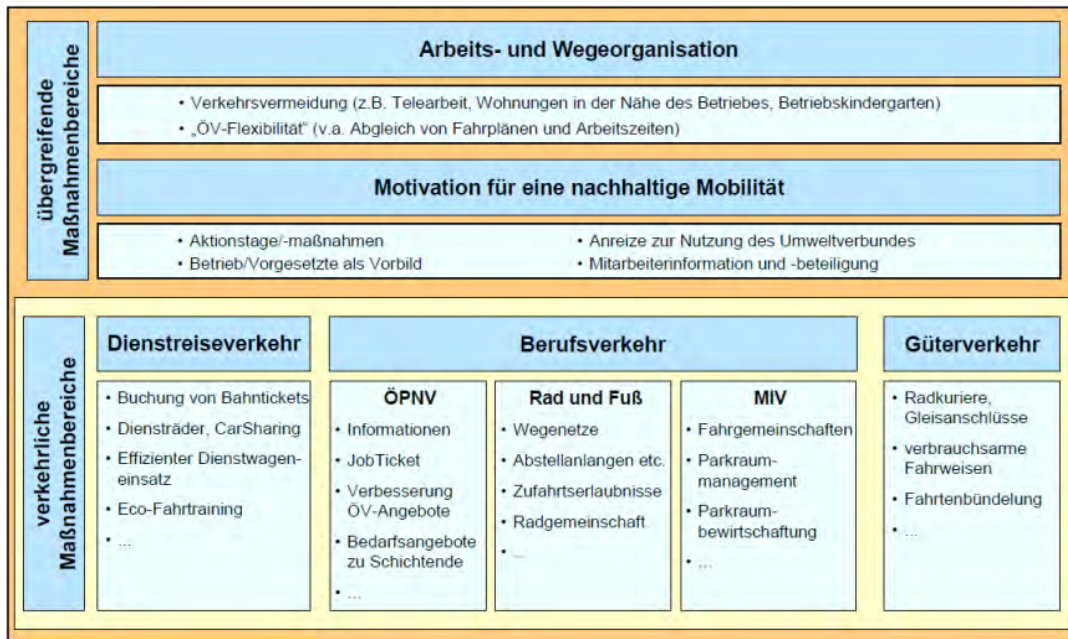 übergreifende
Maßnahmenbereiche
Arbeits- und Wegeorganisation
• Verkehrsvermeidung (z.B. Telearbeit, Wohnungen in der Nähe des Betriebes, Betriebskindergarten)
• „ÖV-Flexibilität“ (v.a. Abgleich von Fahrplänen und Arbeitszeiten)
Motivation für eine nachhaltige Mobilität
• Aktionstage/-maßnahmen
• Betrieb/Vorgesetzte als Vorbild
• Anreize zur Nutzung des Umweltverbundes
• Mitarbeiterinformation und -beteiligung
verkehrliche
Maßnahmenbereiche
Dienstreiseverkehr
• Buchung von Bahntickets
• Diensträder, CarSharing
• Effizienter Dienstwagen-
einsatz
• Eco-Fahrtraining
• ...
Berufsverkehr
ÖPNV
• Informationen
• JobTicket
• Verbesserung
ÖV-Angebote
• Bedarfsangebote
zu Schichtende
• ...
Rad und Fuß
• Wegenetze
• Abstellanlangen etc.
• Zufahrtserlaubnisse
• Radgemeinschaft
• ...
MIV
• Fahrgemeinschaften
• Parkraum-
management
• Parkraum-
bewirtschaftung
• ...
Güterverkehr
• Radkuriere,
Gleisanschlüsse
• verbrauchsarme
Fahrweisen
• Fahrtenbündelung
• ...